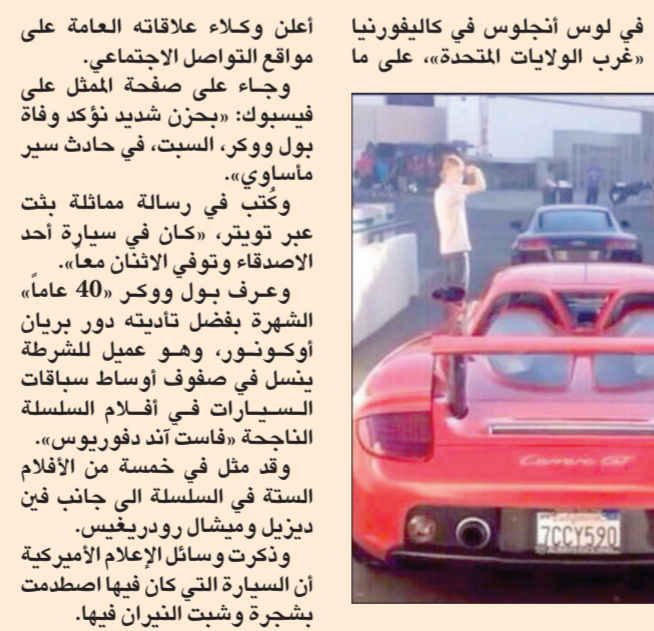 في لوس أنجلوس في كاليفورنيا
«غرب الولايات المتحدة»، على ما
أعلن وكلاء علاقاته العامة على
مواقع التواصل الاجتماعي.
وجاء على صفحة الممثل على
فيسبوك: «بحزن شديد نؤكد وفاة
بول ووكر، السبت، في حادث سير
مأساوي».
وكُتب في رسالة مماثلة بثت
عبر تويتر، «كان في سيارة أحد
الاصدقاء وتوفي الاثنان معاً».
وعرف بول ووكر «40 عاماً»
الشهرة بفضل تأديته دور بريان
أوكونور، وهو عميل للشرطة
ينسل في صفوف أوساط سباقات
السيارات في أفلام السلسلة
الناجحة «فاست آند دفوريوس».
وقد مثل في خمسة من الأفلام
الستة في السلسلة الى جانب فين
ديزيل وميشال رودريغيس.
وذكرت وسائل الإعلام الأميركية
أن السيارة التي كان فيها اصطدمت
بشجرة وشبت النيران فيها.
Carrera GT
California
7CCY590